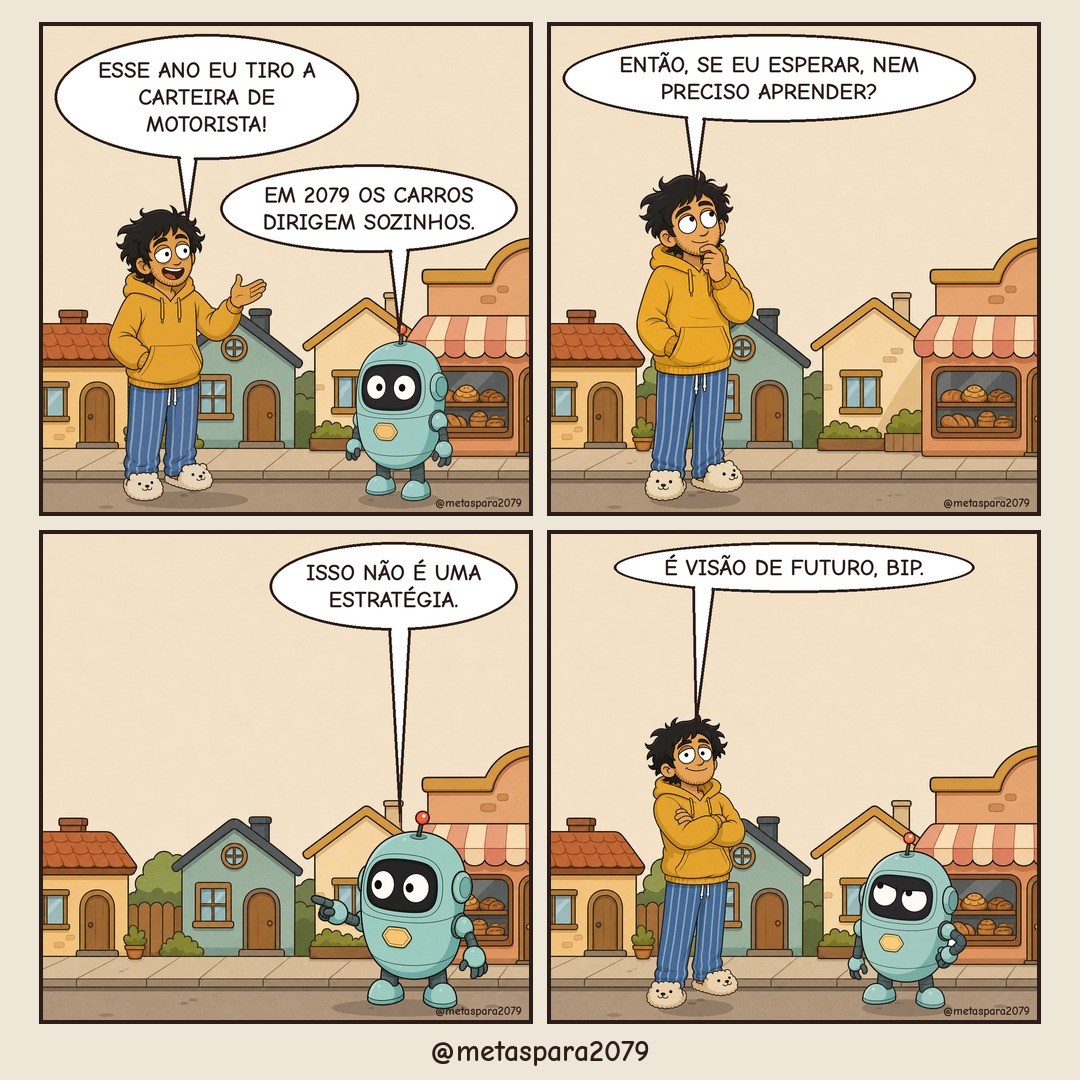 ESSE ANO EU TIRO A
CARTEIRA DE
MOTORISTA!
EM 2079 OS CARROS
DIRIGEM SOZINHOS.
@metaspara2079
ENTÃO, SE EU ESPERAR, NEM
PRECISO APRENDER?
@metaspara2079
ISSO NÃO É UMA
ESTRATÉGIA.
@metaspara2079
É VISÃO DE FUTURO, BIP.
@metaspara2079
@metaspara2079